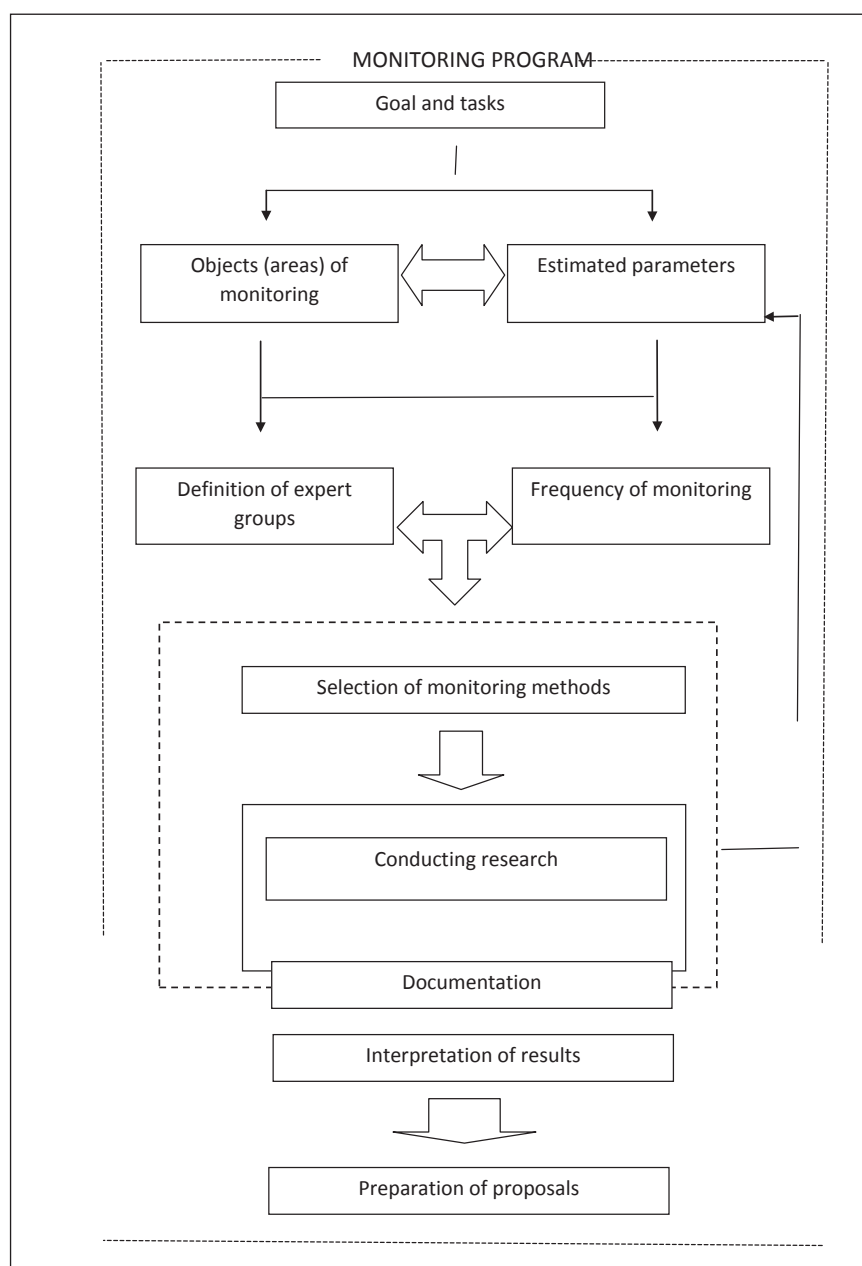 MONITORING PROGRAM
Goal and tasks
Objects (areas) of
monitoring
Estimated parameters
Definition of expert
groups
Frequency of monitoring
Selection of monitoring methods
Conducting research
Documentation
Interpretation of results
Preparation of proposals